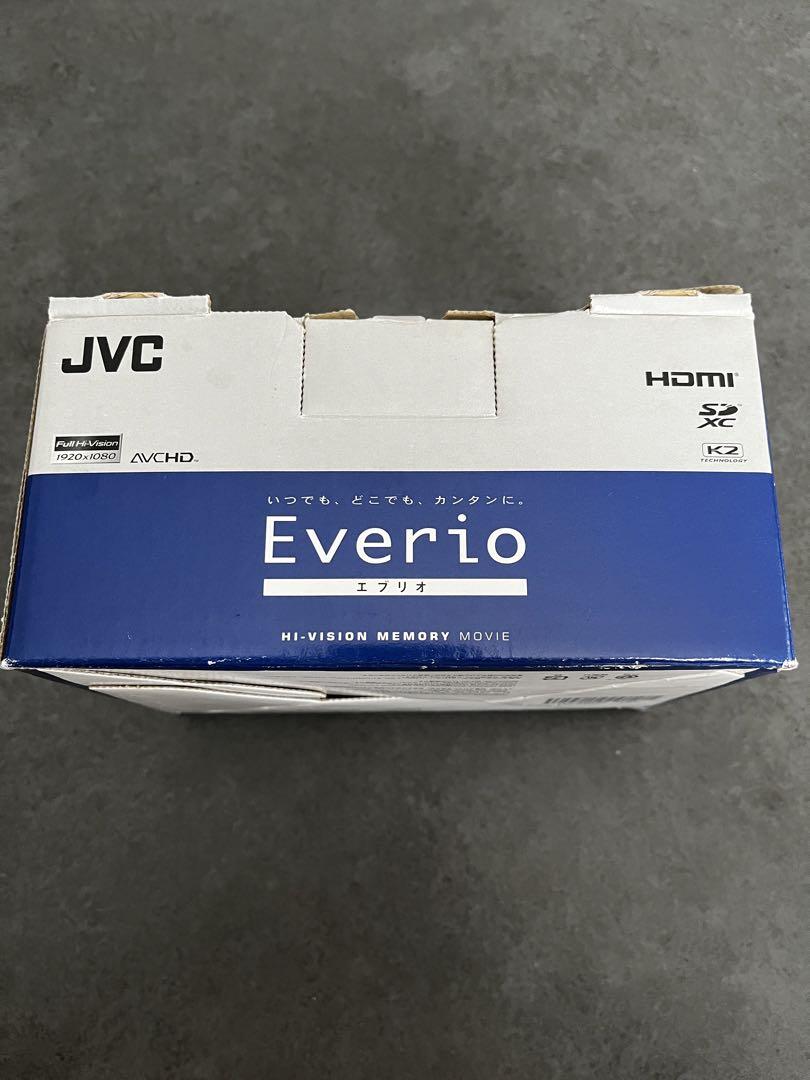 JVC
HDMI
SD
XC
Full Hi-Vision
1920x1080
AVCHD™
K2
TECHNOLOGY
いつでも、どこでも、カンタンに。
Everio
エブリオ
HI-VISION MEMORY MOVIE